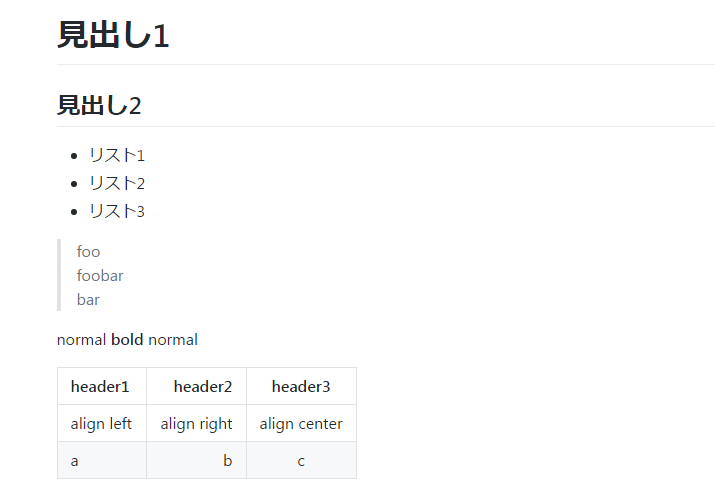 見出し1
見出し2
リスト1
リスト2
リスト3
foo
foobar
bar
normal bold normal
header1 header2 header3
align left align right align center
a b c